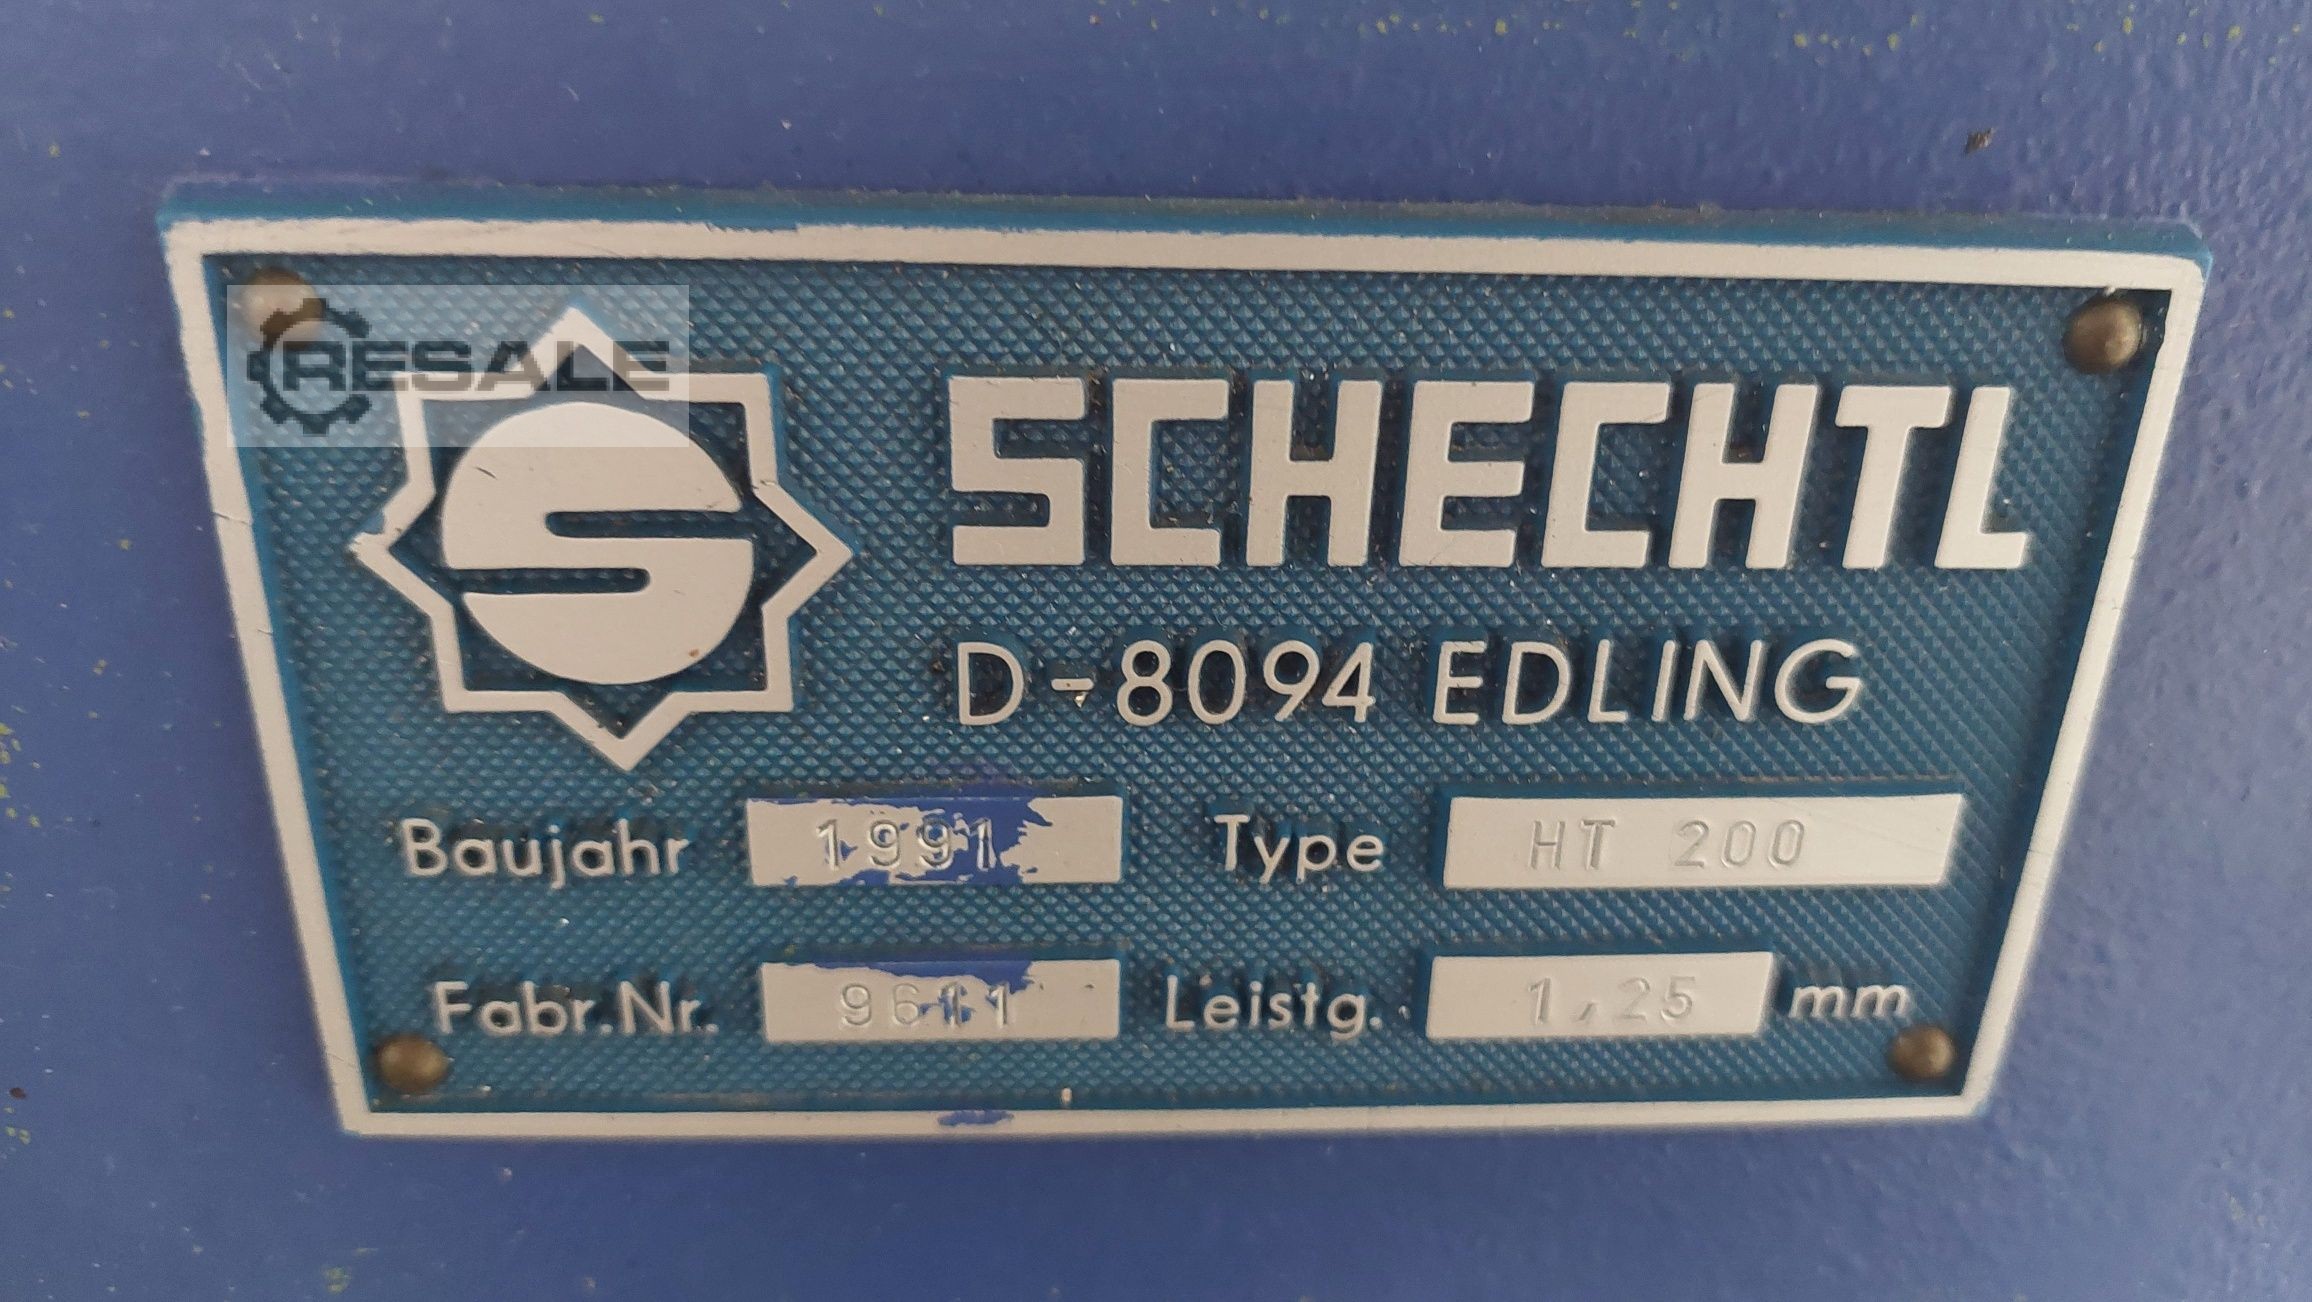 RESALE
S
SCHECHTL
D-8094 EDLING
Baujahr 1991 Type HT 200
Fabr.Nr. 9611 Leistg. 1,25 mm